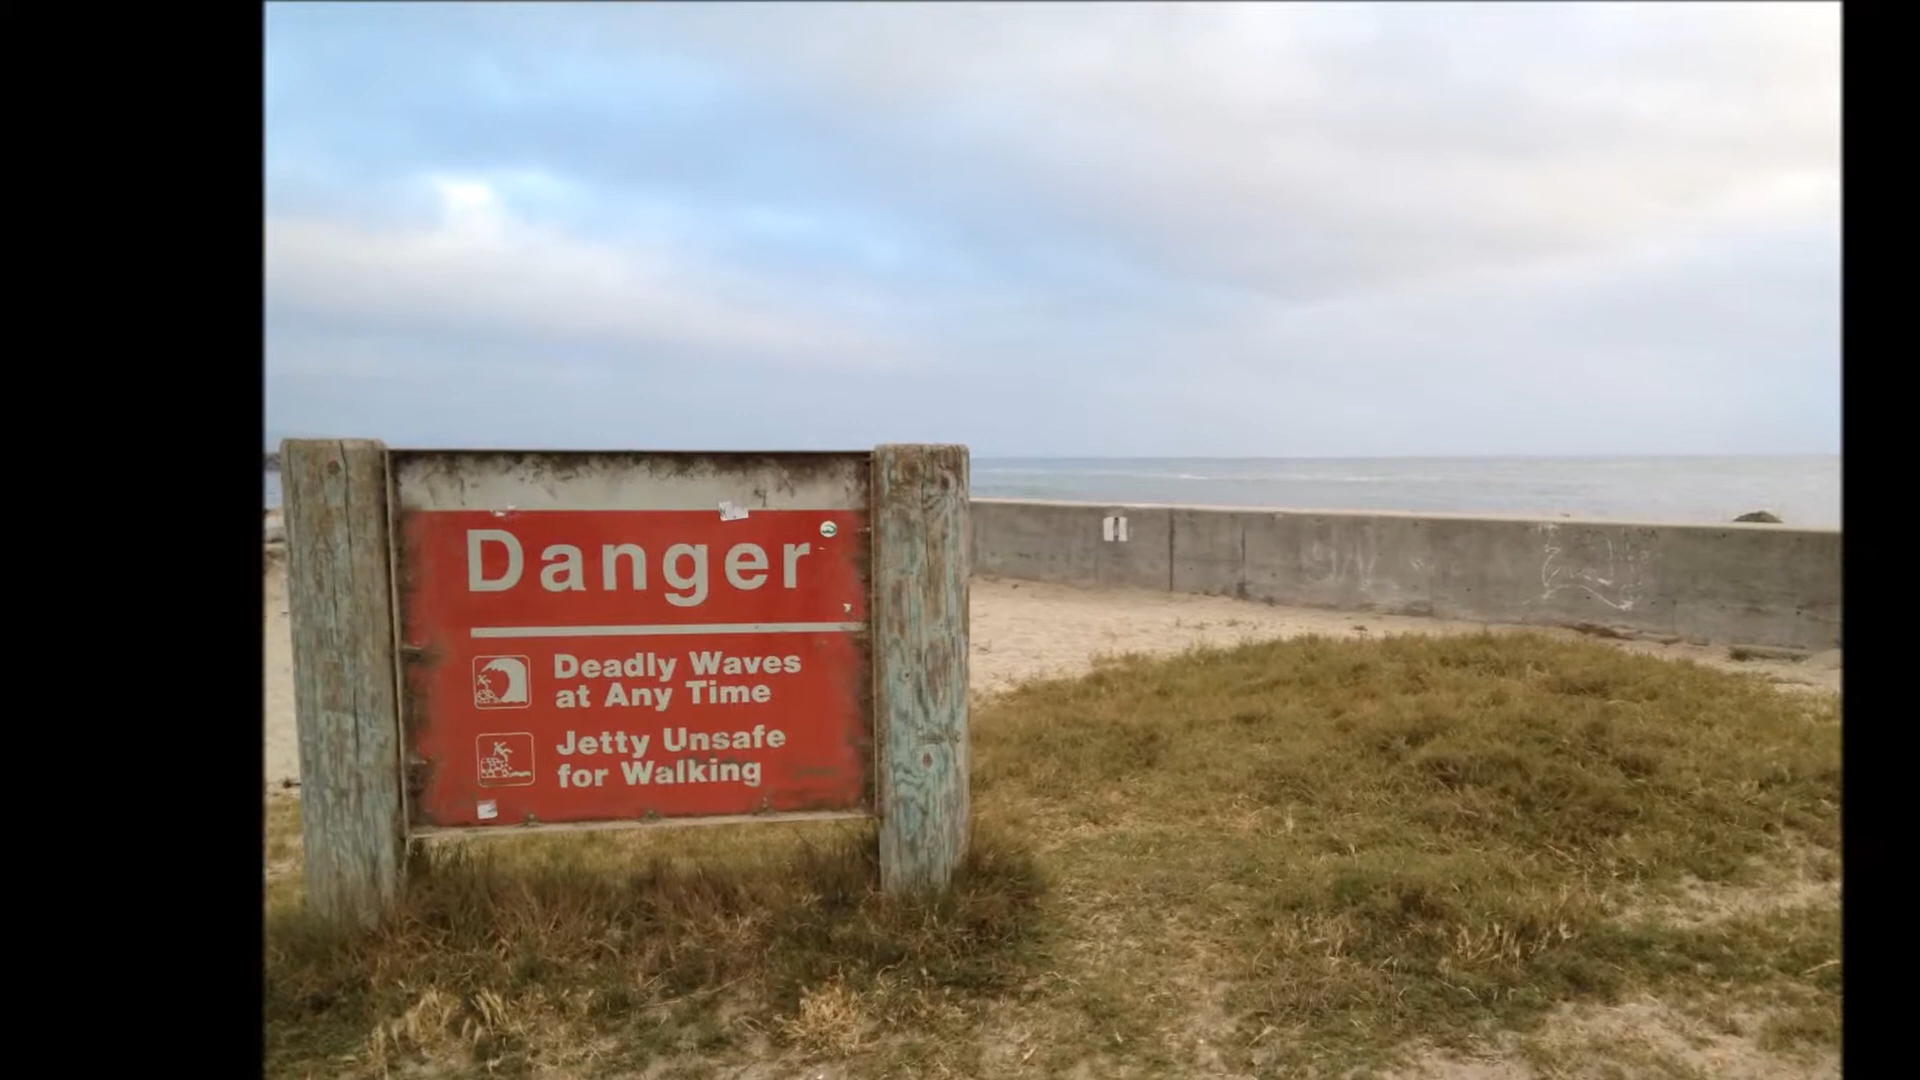 Danger
Deadly Waves
at Any Time
Jetty Unsafe
for Walking